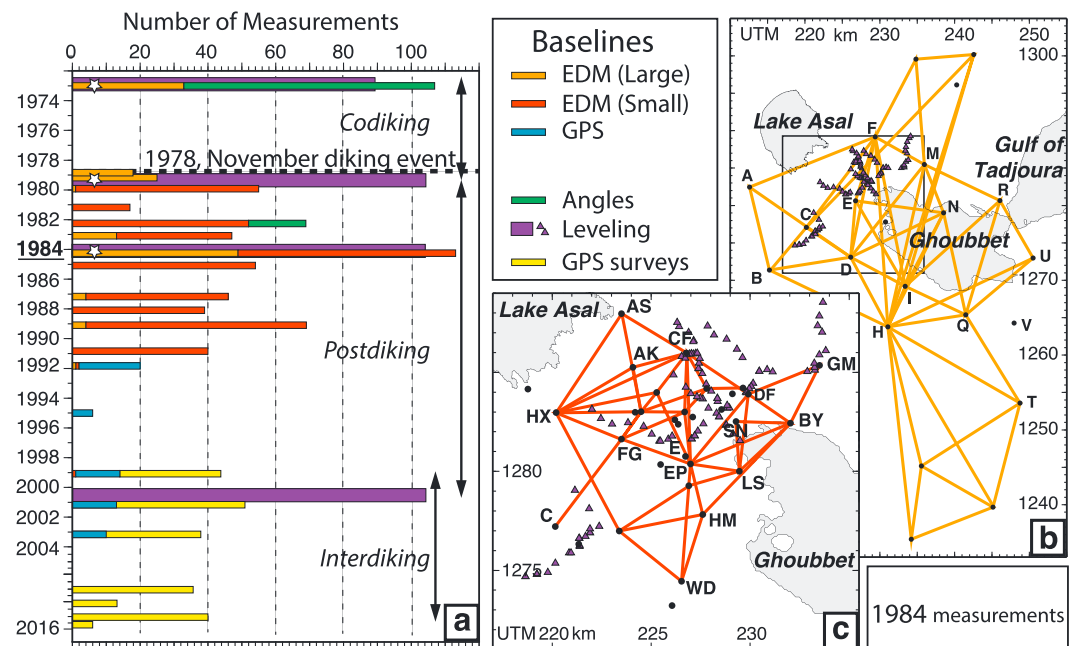 Number of Measurements
0 20 40 60 80 100
1974
1976
1978
1980
1982
1984
1986
1988
1990
1992
1994
1996
1998
2000
2002
2004
2016
Codiking
1978, November diking event
Postdiking
Interdiking
a
Baselines
EDM (Large)
EDM (Small)
GPS
Angles
Leveling
GPS surveys
UTM 220 km 230 240 250
1300
Lake Asal
F
Gulf of
Tadjoura
M
A
R
C
E
N
Ghoubbet
U
B
D
1270
I
H
Q
V
1260
T
1250
1240
b
Lake Asal
AS
CF
AK
GM
DF
HX
BY
SN
FG
E
1280
EP
LS
C
HM
Ghoubbet
1275
WD
UTM 220 km 225 230
c
1984 measurements